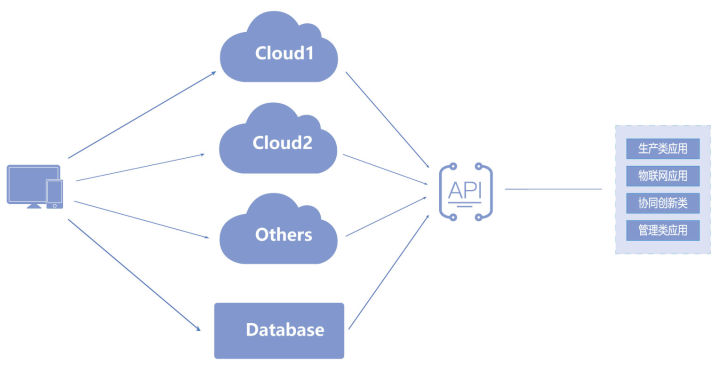 Cloud1
Cloud2
Others
Database
API
生产类应用
物联网应用
协同创新类
管理类应用